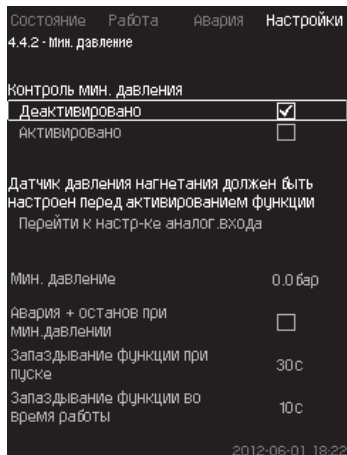 Состояние Работа Авария Настройки
4.4.2 - Мин. давление
Контроль мин. давления
Деактивировано
Активировано
Датчик давления нагнетания должен быть
настроен перед активированием функции
Перейти к настр-ке аналог.входа
Мин. давление 0.0 бар
Авария + останов при
мин.давлении
Запаздывание функции при
пуске 30с
Запаздывание функции во
время работы 10с
2012-06-01 18:22